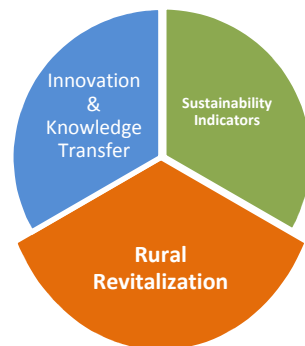 Innovation
&
Knowledge
Transfer
Sustainability
Indicators
Rural
Revitalization